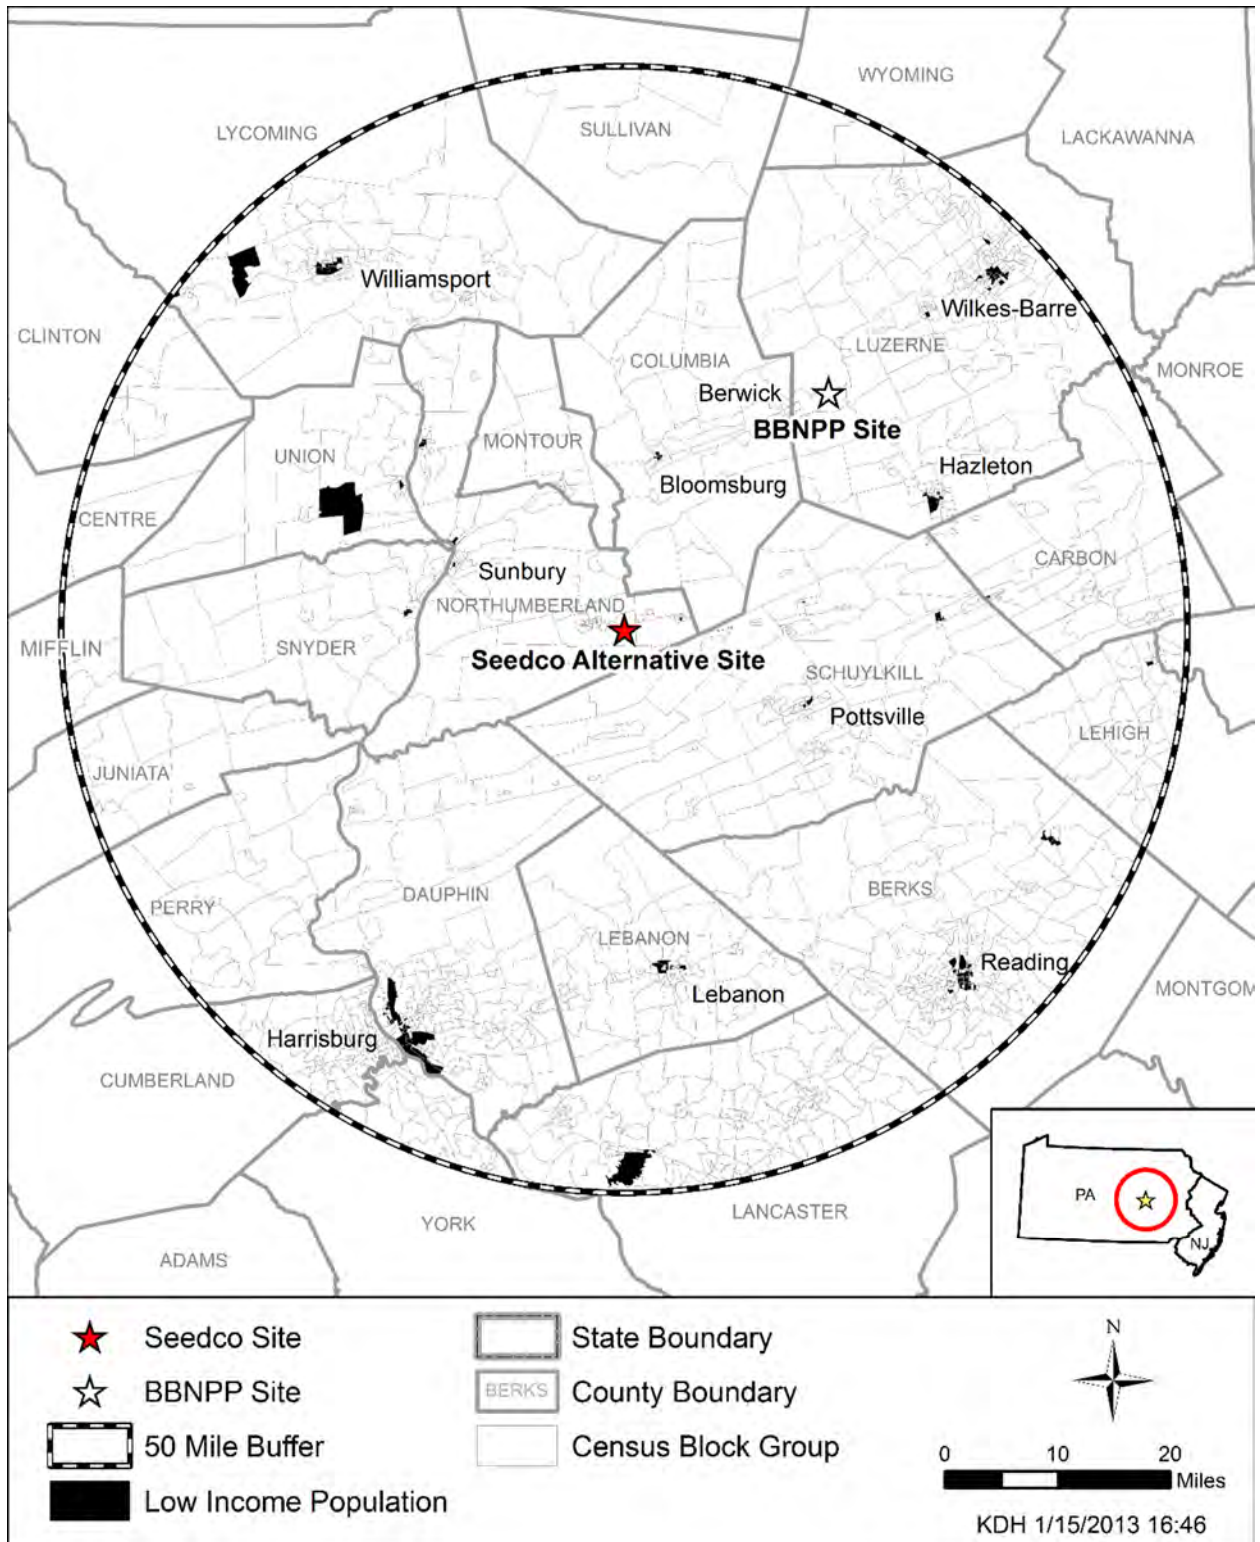 WYOMING
LYCOMING
SULLIVAN
LACKAWANNA
Williamsport
Wilkes-Barre
CLINTON
LUZERNE
COLUMBIA
MONROE
Berwick
BBNPP Site
MONTOUR
UNION
Hazleton
Bloomsburg
CENTRE
CARBON
Sunbury
NORTHUMBERLAND
MIFFLIN
SNYDER
Seedco Alternative Site
SCHUYLKILL
Pottsville
LEHIGH
JUNIATA
BERKS
DAUPHIN
PERRY
LEBANON
Reading
Lebanon
MONTGOM
Harrisburg
CUMBERLAND
PA
LANCASTER
YORK
NJ
ADAMS
Seedco Site
State Boundary
N
BBNPP Site
BERKS County Boundary
50 Mile Buffer
Census Block Group
0 10 20
Miles
Low Income Population
KDH 1/15/2013 16:46